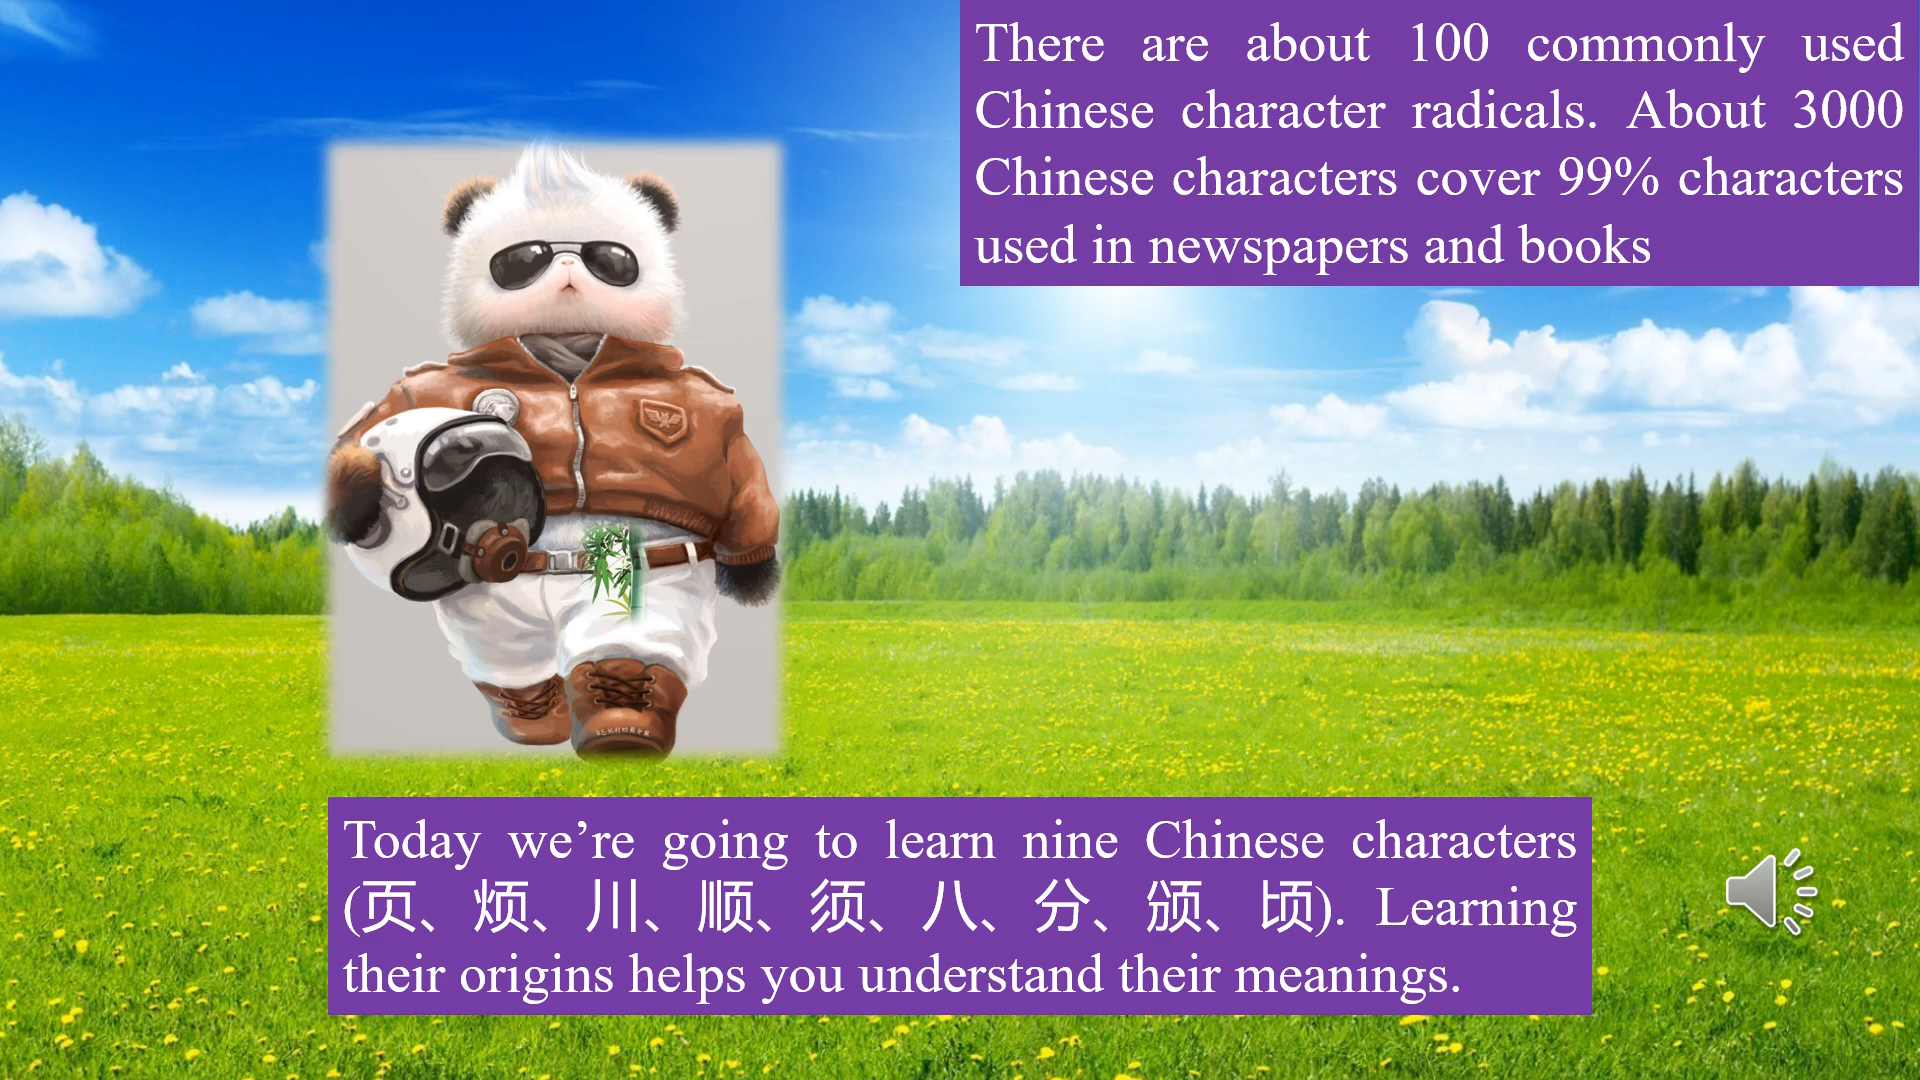 There are about 100 commonly used
Chinese character radicals. About 3000
Chinese characters cover 99% characters
used in newspapers and books
Today we’re going to learn nine Chinese characters
(页、烦、川、顺、须、八、分、颁、顷). Learning
their origins helps you understand their meanings.